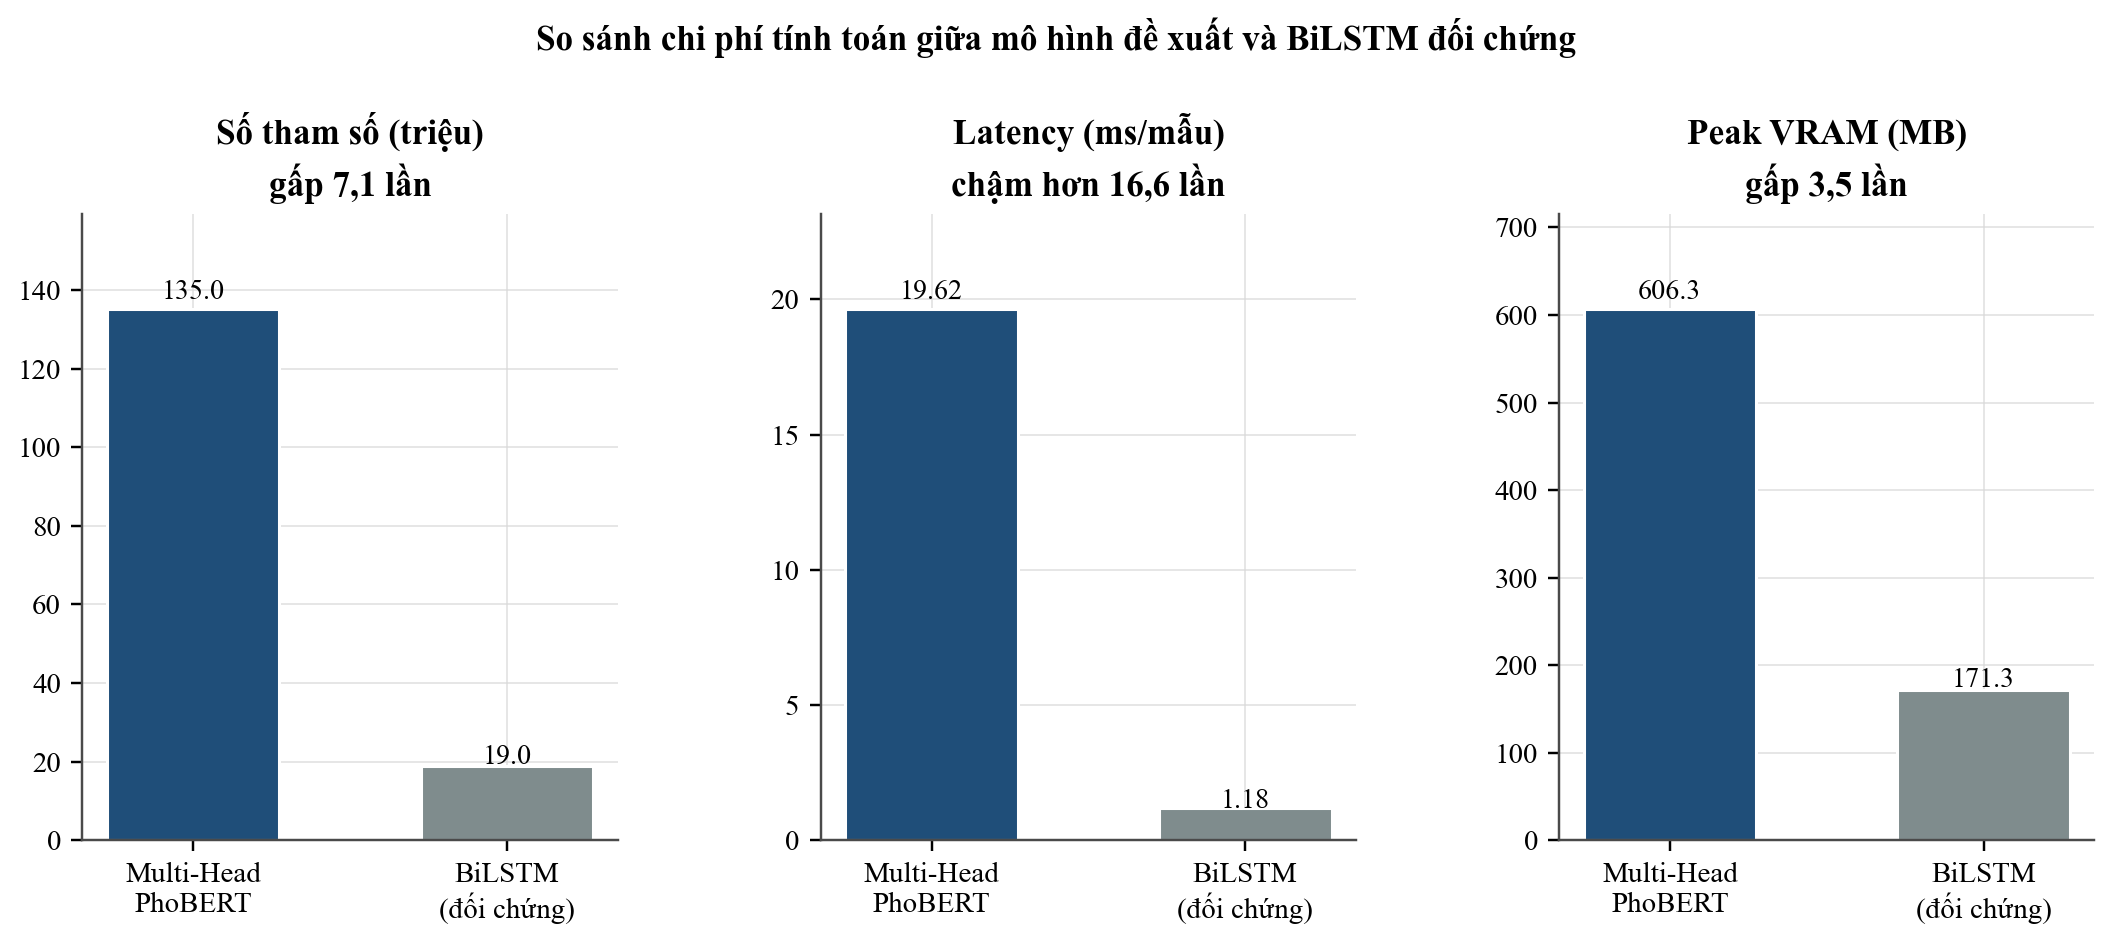 So sánh chi phí tính toán giữa mô hình đề xuất và BiLSTM đối chứng
Số tham số (triệu)
gấp 7,1 lần
140
120
100
80
60
40
20
0
135.0
19.0
Multi-Head
PhoBERT
BiLSTM
(đối chứng)
Latency (ms/mẫu)
chậm hơn 16,6 lần
20
15
10
5
0
19.62
1.18
Multi-Head
PhoBERT
BiLSTM
(đối chứng)
Peak VRAM (MB)
gấp 3,5 lần
700
600
500
400
300
200
100
0
606.3
171.3
Multi-Head
PhoBERT
BiLSTM
(đối chứng)